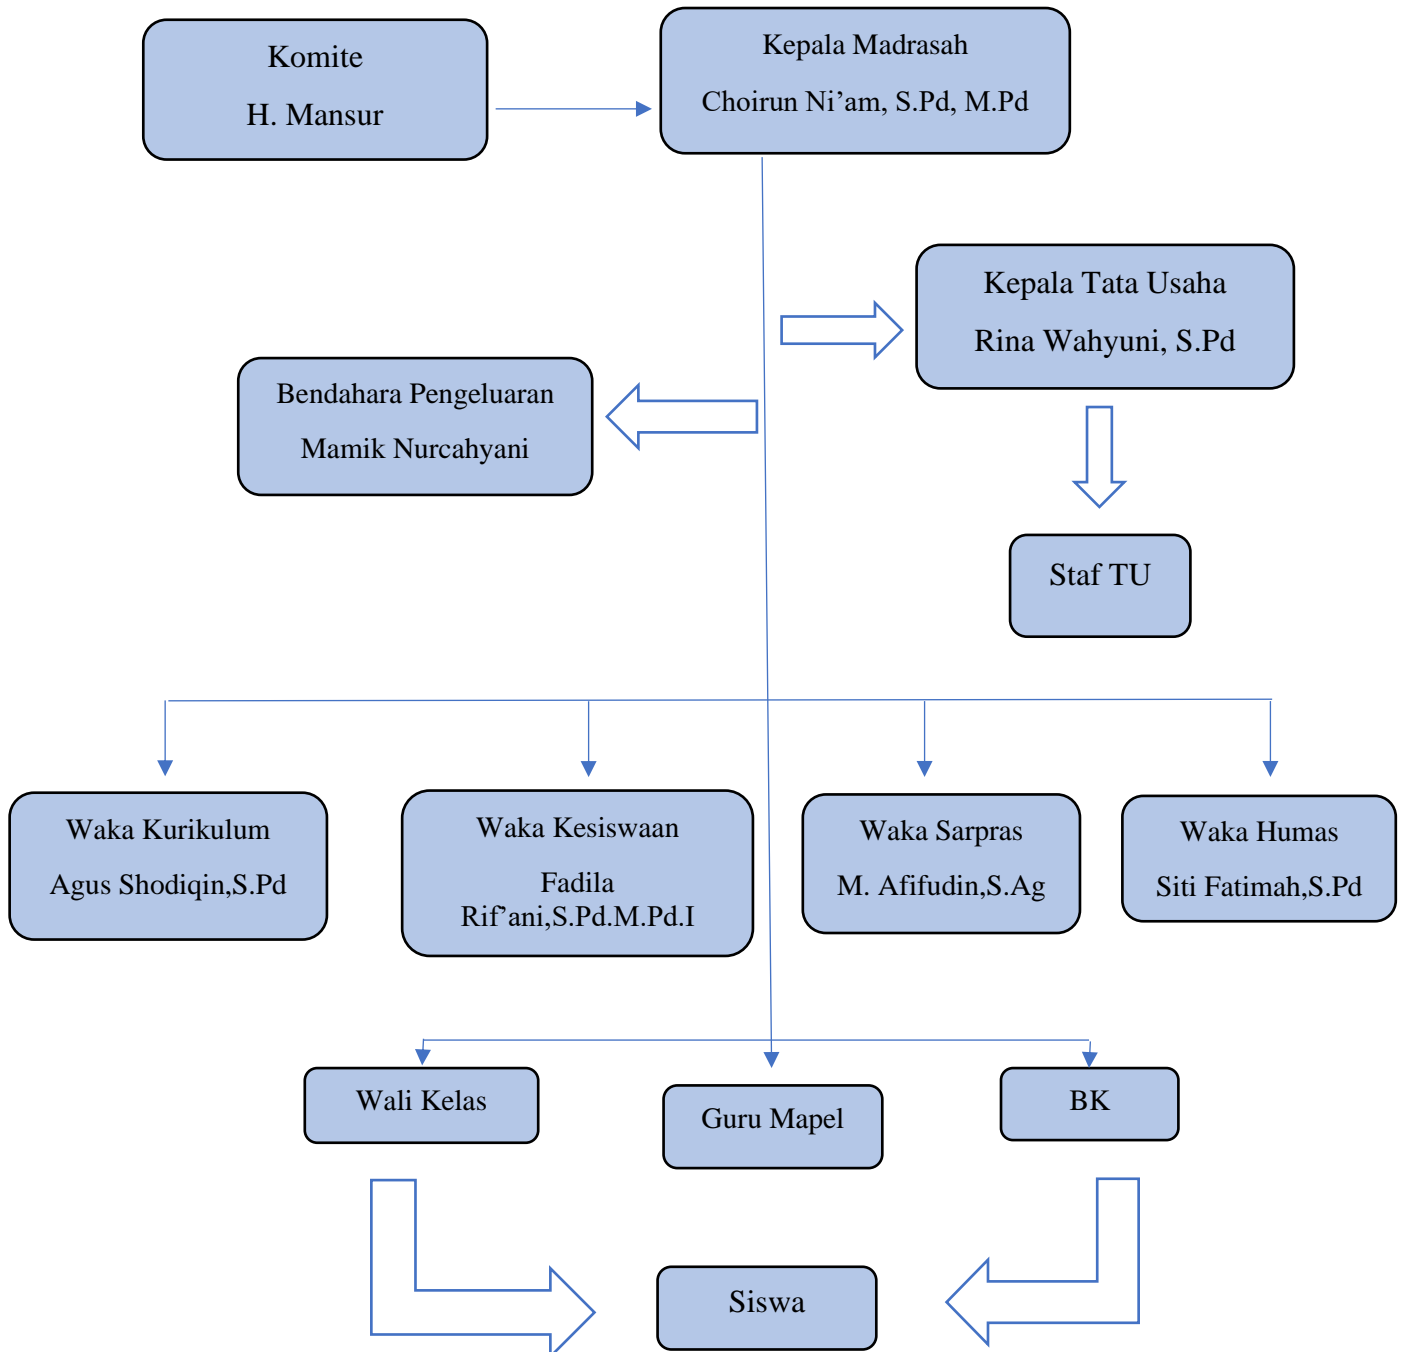 Komite
H. Mansur
Kepala Madrasah
Choirun Ni’am, S.Pd, M.Pd
Kepala Tata Usaha
Rina Wahyuni, S.Pd
Bendahara Pengeluaran
Mamik Nurcahyani
Staf TU
Waka Kurikulum
Agus Shodiqin,S.Pd
Waka Kesiswaan
Fadila
Rif’ani,S.Pd.M.Pd.I
Waka Sarpras
M. Afifudin,S.Ag
Waka Humas
Siti Fatimah,S.Pd
Wali Kelas
Guru Mapel
BK
Siswa